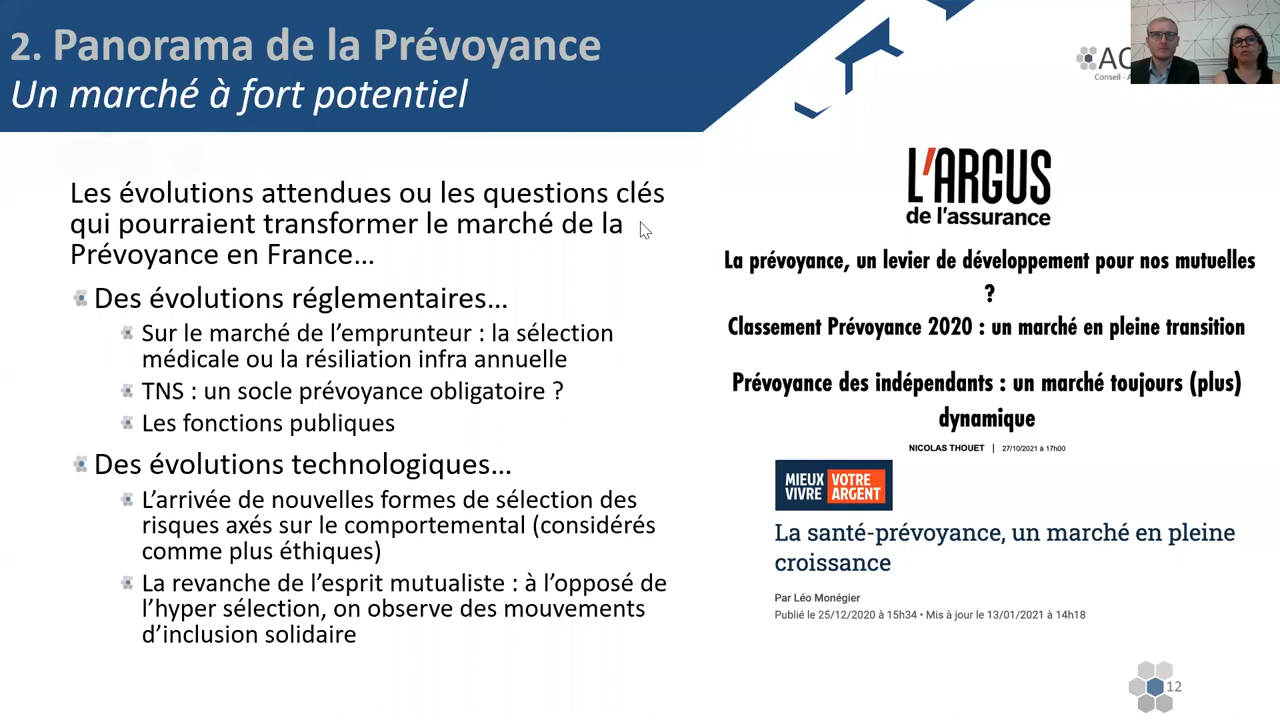 2. Panorama de la Prévoyance
Un marché à fort potentiel
Les évolutions attendues ou les questions clés
qui pourraient transformer le marché de la
Prévoyance en France...
Des évolutions réglementaires...
Sur le marché de l'emprunteur : la sélection
médicale ou la résiliation infra annuelle
TNS : un socle prévoyance obligatoire ?
Les fonctions publiques
Des évolutions technologiques...
L'arrivée de nouvelles formes de sélection des
risques axés sur le comportemental (considérés
comme plus éthiques)
La revanche de l'esprit mutualiste : à l'opposé de
l'hyper sélection, on observe des mouvements
d'inclusion solidaire
Conseil
L'ARGUS
de l'assurance
La prévoyance, un levier de développement pour nos mutuelles
?
Classement Prévoyance 2020 : un marché en pleine transition
Prévoyance des indépendants : un marché toujours (plus)
dynamique
NICOLAS THOUET | 27/10/2021 à 17h00
MIEUX VOTRE
VIVRE ARGENT
La santé-prévoyance, un marché en pleine
croissance
Par Léo Monégier
Publié le 25/12/2020 à 15h34 • Mis à jour le 13/01/2021 à 14h18
12